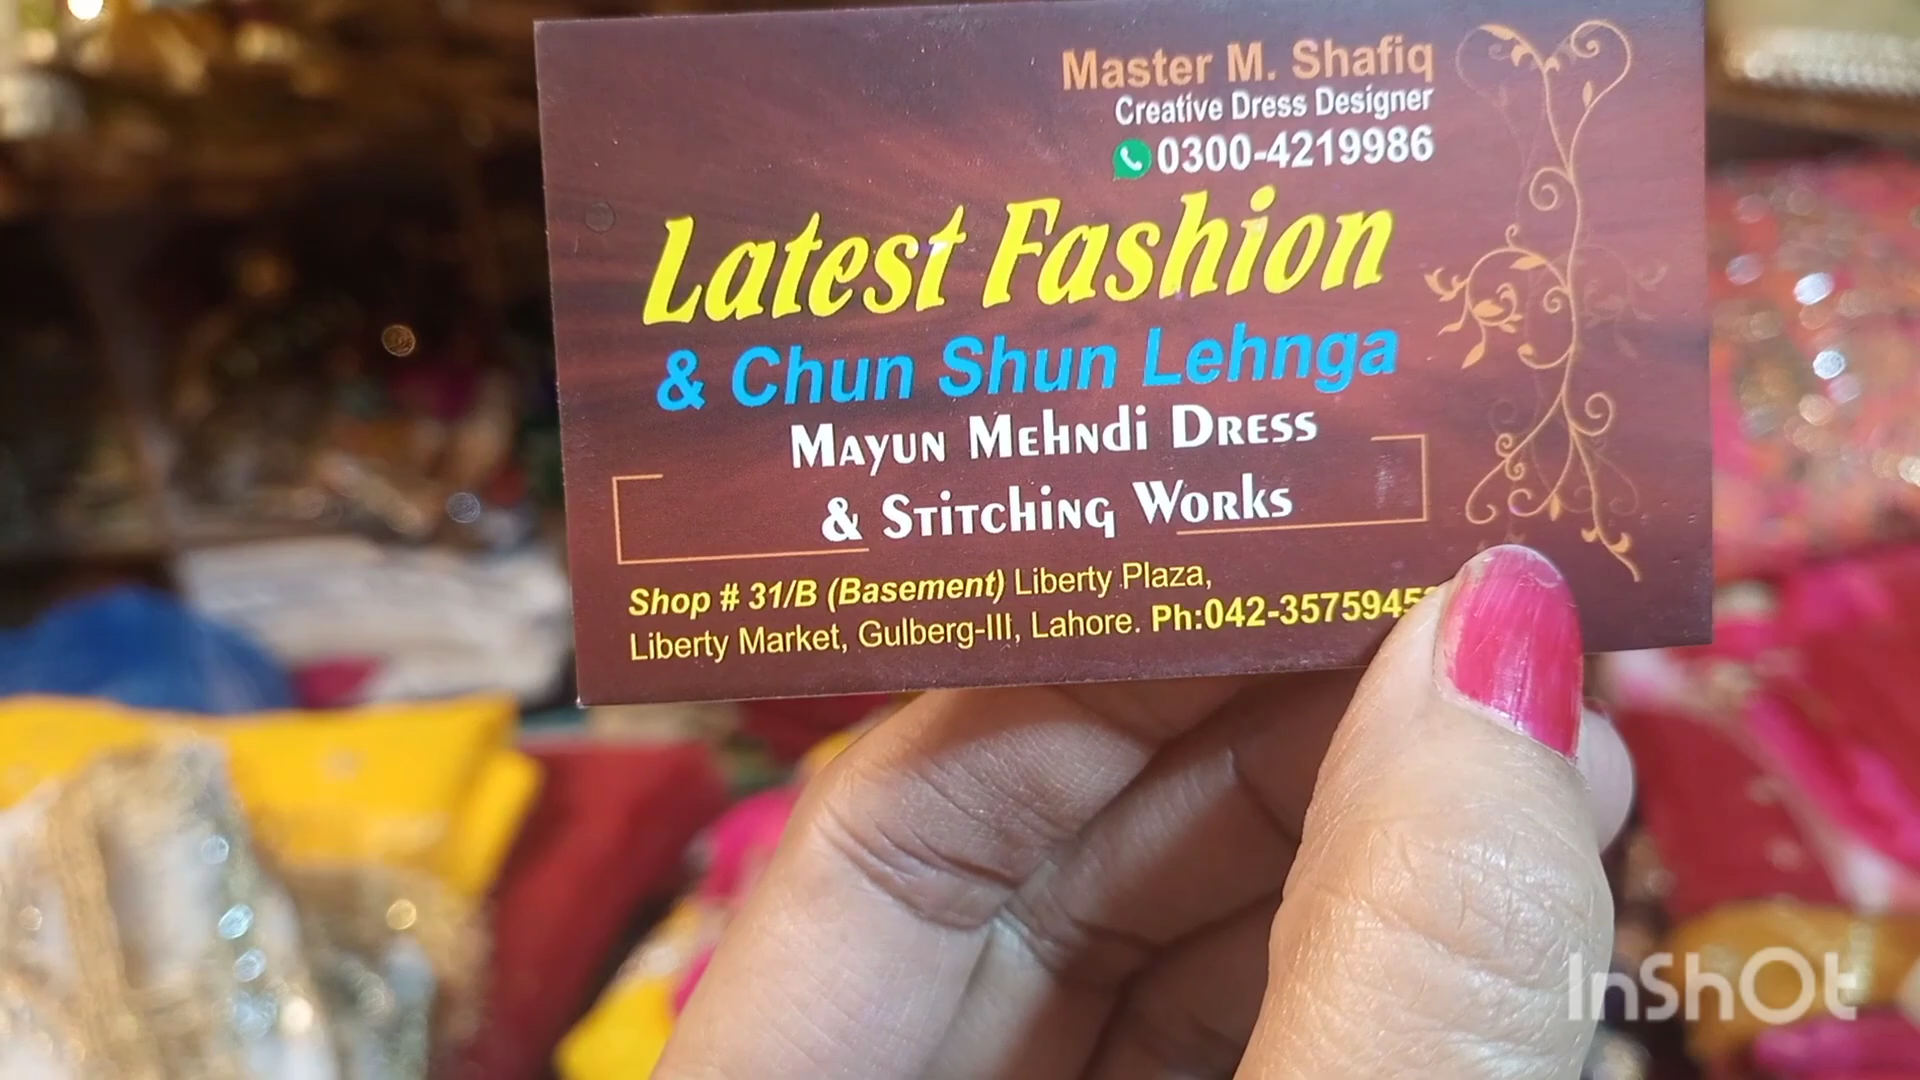 Master M. Shafiq
Creative Dress Designer
0300-4219986
Latest Fashion
& Chun Shun Lehnga
Mayun Mehndi Dress
& Stitching Works
Shop # 31/B (Basement) Liberty Plaza,
Liberty Market, Gulberg-III, Lahore. Ph:
InShOt